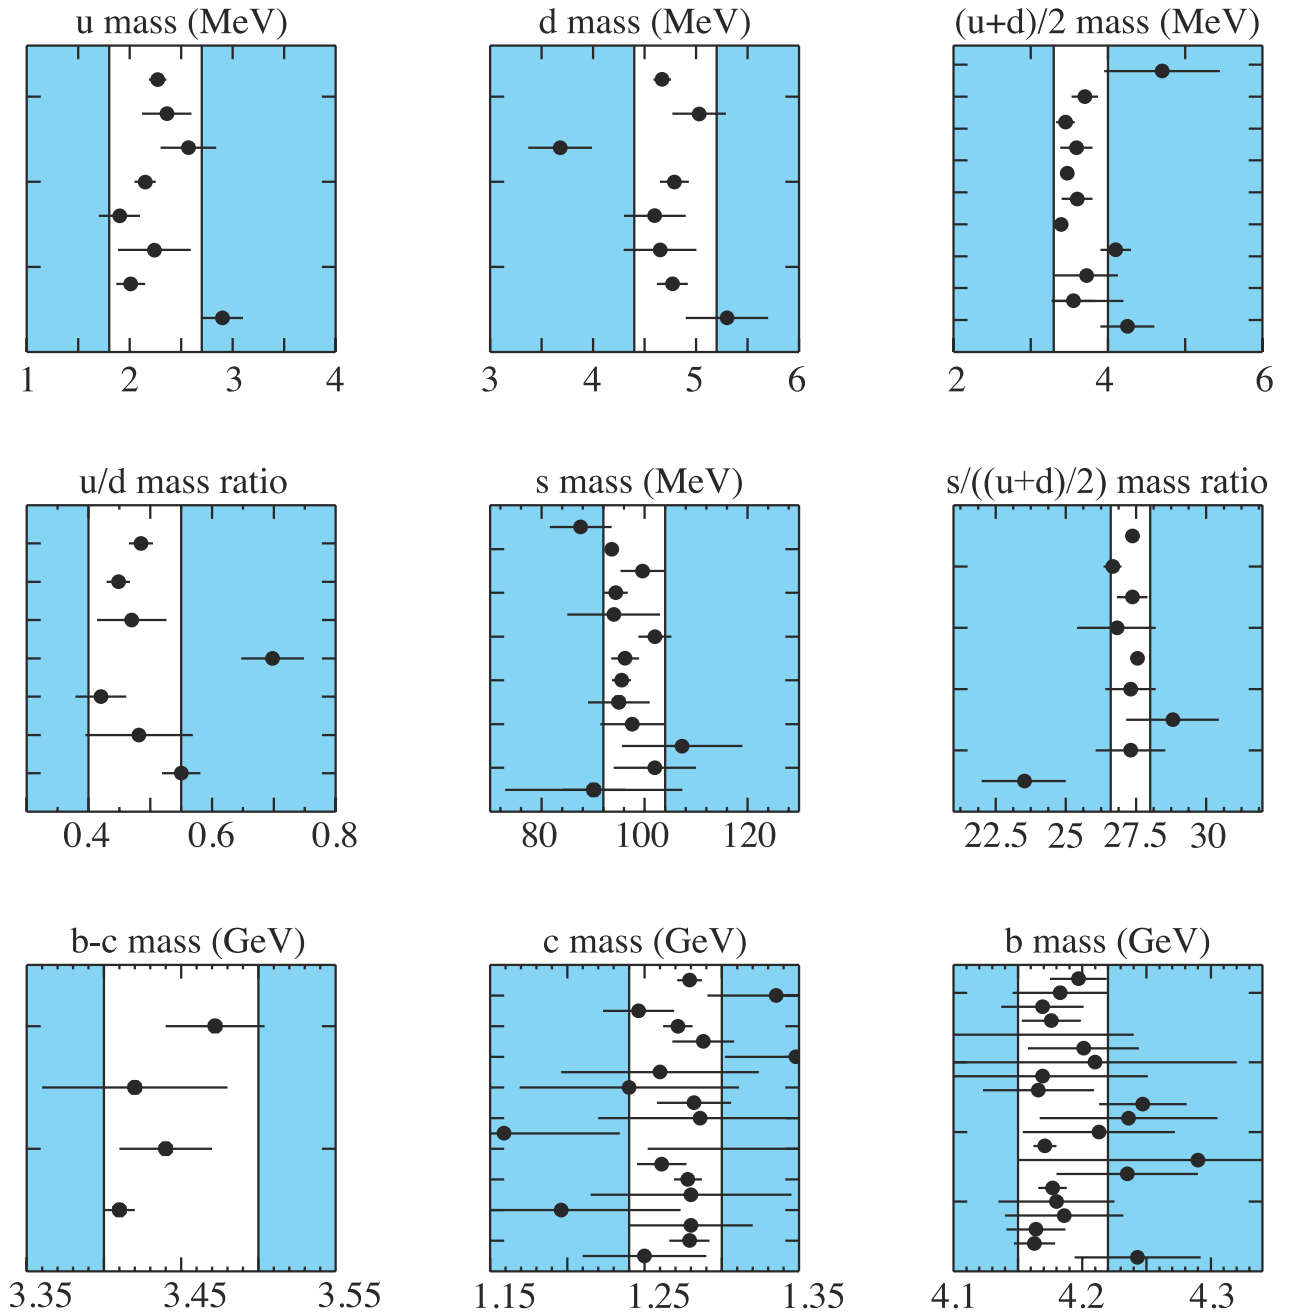 u mass (MeV) d mass (MeV) (u+d)/2 mass (MeV)
1 2 3 4 3 4 5 6 2 4 6
u/d mass ratio s mass (MeV) s/((u+d)/2) mass ratio
0.4 0.6 0.8 80 100 120 22.5 25 27.5 30
b-c mass (GeV) c mass (GeV) b mass (GeV)
3.35 3.45 3.55 1.15 1.25 1.35 4.1 4.2 4.3